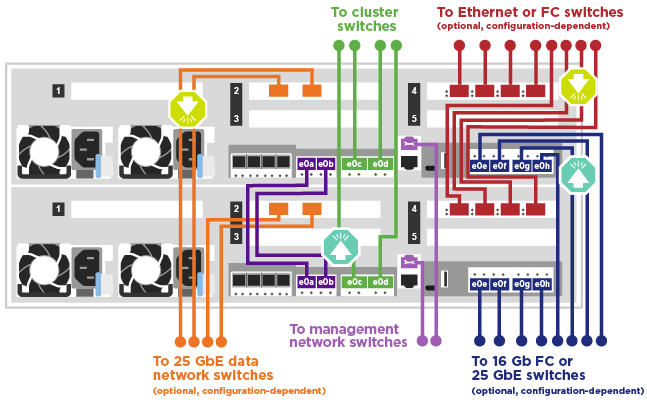 To cluster
switches
To Ethernet or FC switches
(optional, configuration-dependent)
1
2
3
4
5
e0a e0b
e0c e0d
e0e e0f e0g e0h
1
2
3
4
5
e0a e0b
e0c e0d
e0e e0f e0g e0h
To management
network switches
To 25 GbE data
network switches
(optional, configuration-dependent)
To 16 Gb FC or
25 GbE switches
(optional, configuration-dependent)